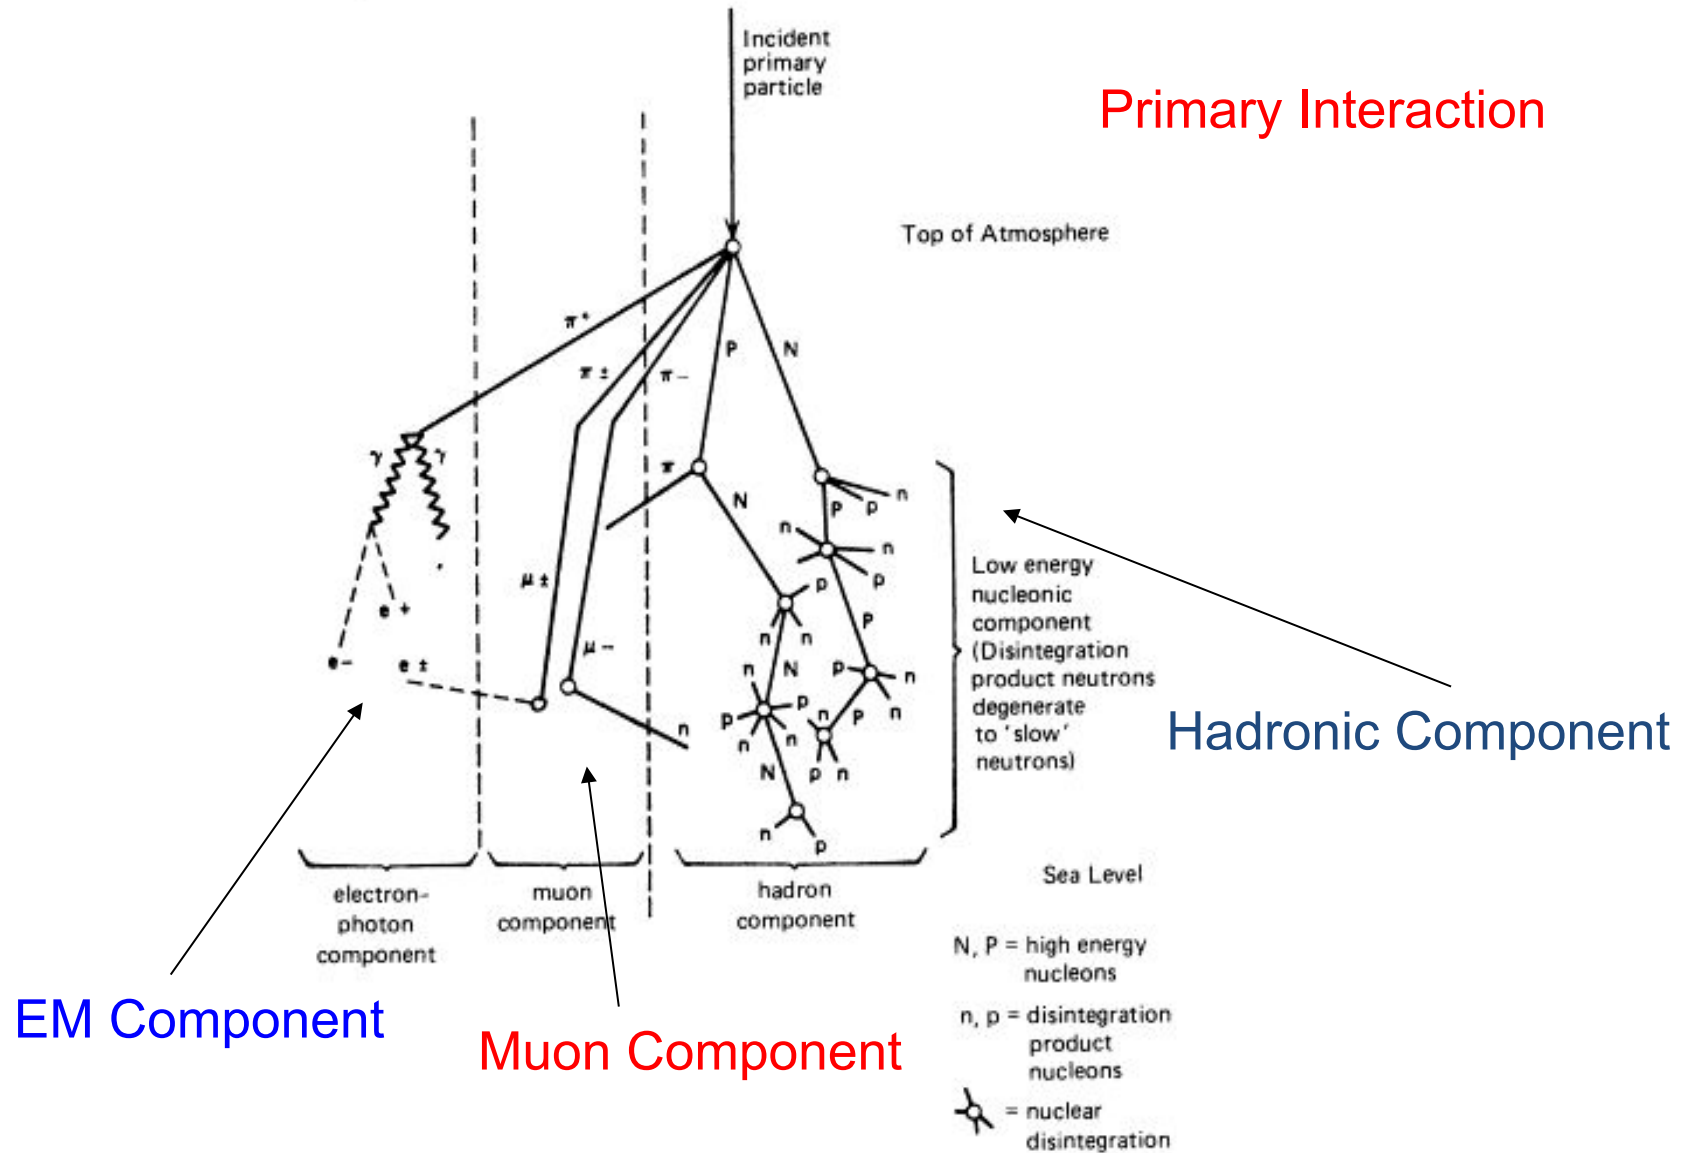 Incident
primary
particle
Primary Interaction
Top of Atmosphere
π+
π ±
π −
P
N
γ
γ
π
N
n
p
P
n
n
p
p
P
n
n
μ ±
e +
e −
e ±
μ −
n
N
p
n
n
p
p
n
n
n
n
P
p
n
n
N
n
p
Low energy
nucleonic
component
(Disintegration
product neutrons
degenerate
to 'slow'
neutrons)
Hadronic Component
electron-
photon
component
muon
component
hadron
component
Sea Level
N, P = high energy
nucleons
n, p = disintegration
product
nucleons
= nuclear
disintegration
EM Component
Muon Component